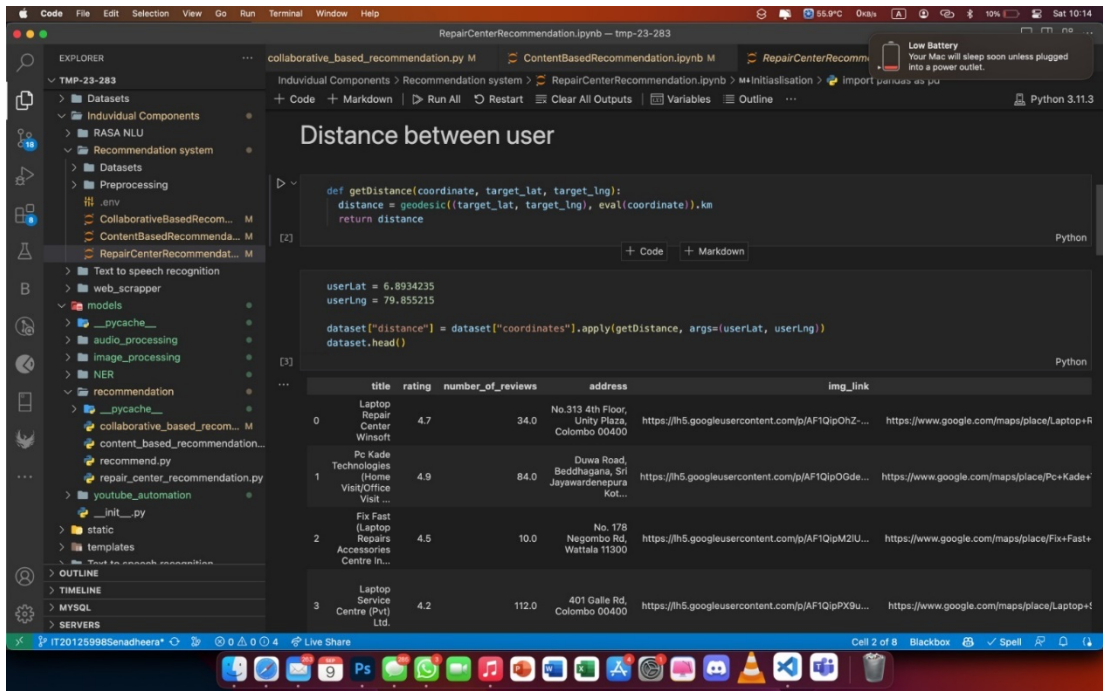 Code File Edit Selection View Go Run Terminal Window Help 55.9°C 0KB/s A 10% Sat 10:14
RepairCenterRecommendation.ipynb — tmp-23-283
Low Battery
Your Mac will sleep soon unless plugged
into a power outlet.
EXPLORER
collaborative_based_recommendation.py M ContentBasedRecommendation.ipynb M RepairCenterRecomm
TMP-23-283
Induvidual Components > Recommendation system > RepairCenterRecommendation.ipynb > M↓Initiaslisation > import pandas as pd
+ Code + Markdown Run All Restart Clear All Outputs Variables Outline ... Python 3.11.3
> Datasets
Induvidual Components
> RASA NLU
Recommendation system
> Datasets
> Preprocessing
.env
CollaborativeBasedRecom... M
ContentBasedRecommenda... M
RepairCenterRecommendat... M
> Text to speech recognition
> web_scrapper
models
> __pycache__
> audio_processing
> image_processing
> NER
recommendation
> __pycache__
collaborative_based_recom... M
content_based_recommendation...
recommend.py
repair_center_recommendation.py
> youtube_automation
__init__.py
> static
> templates
> Text to speech recognition
> OUTLINE
> TIMELINE
> MYSQL
> SERVERS
18
8
Distance between user
def getDistance(coordinate, target_lat, target_lng):
distance = geodesic((target_lat, target_lng), eval(coordinate)).km
return distance
[2] Python
+ Code + Markdown
userLat = 6.8934235
userLng = 79.855215
dataset["distance"] = dataset["coordinates"].apply(getDistance, args=(userLat, userLng))
dataset.head()
[3] Python
...
title rating number_of_reviews address img_link
0 Laptop Repair Center Winsoft 4.7 34.0 No.313 4th Floor, Unity Plaza, Colombo 00400 https://lh5.googleusercontent.com/p/AF1QipOhZ-... https://www.google.com/maps/place/Laptop+R
1 Pc Kade Technologies (Home Visit/Office Visit ... 4.9 84.0 Duwa Road, Beddhagana, Sri Jayawardenepura Kot... https://lh5.googleusercontent.com/p/AF1QipOGde... https://www.google.com/maps/place/Pc+Kade+
2 Fix Fast (Laptop Repairs Accessories Centre In... 4.5 10.0 No. 178 Negombo Rd, Wattala 11300 https://lh5.googleusercontent.com/p/AF1QipM2IU... https://www.google.com/maps/place/Fix+Fast+
3 Laptop Service Centre (Pvt) Ltd. 4.2 112.0 401 Galle Rd, Colombo 00400 https://lh5.googleusercontent.com/p/AF1QipPX9u... https://www.google.com/maps/place/Laptop+S
IT20125998Senadheera* 0 0 4 Live Share Cell 2 of 8 Blackbox Spell
SEP
9
Ps